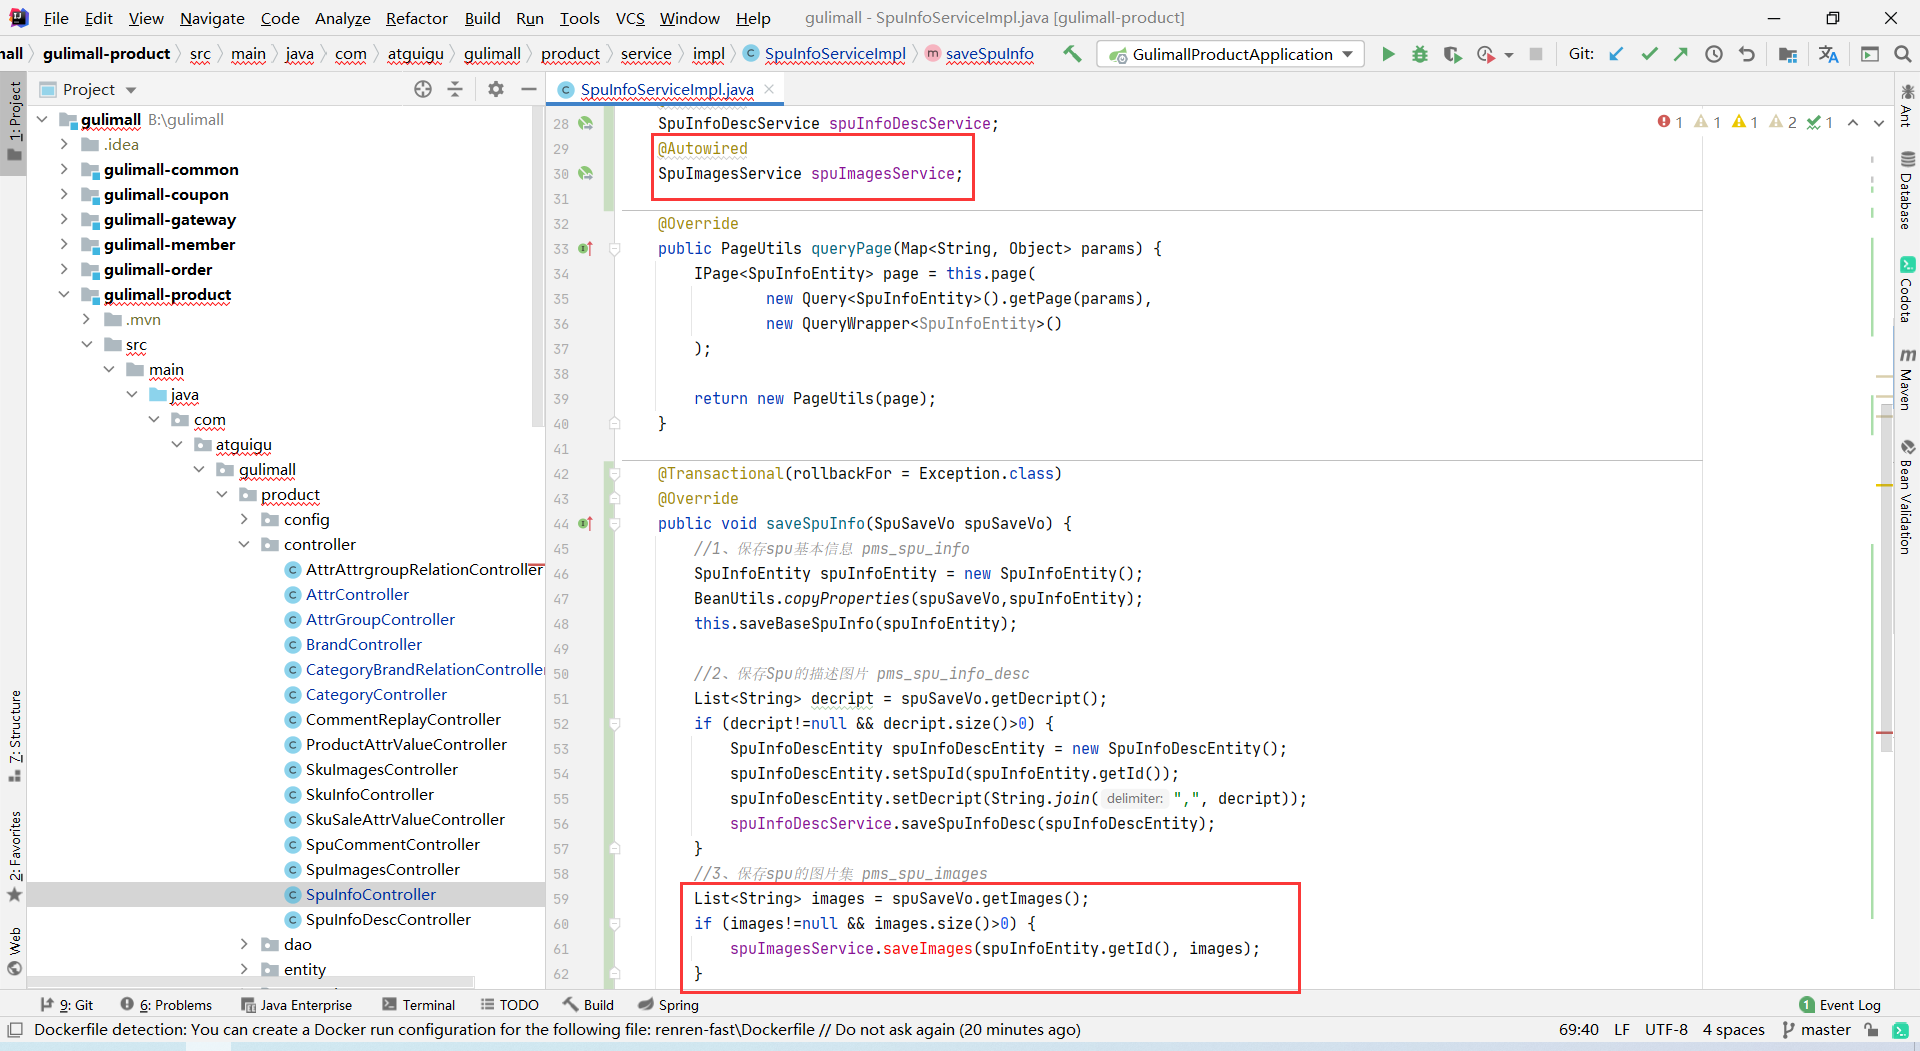 File Edit View Navigate Code Analyze Refactor Build Run Tools VCS Window Help gulimall - SpuInfoServiceImpl.java [gulimall-product]
nall gulimall-product src main java com atguigu gulimall product service impl SpuInfoServiceImpl saveSpuInfo GulimallProductApplication Git:
Project
SpuInfoServiceImpl.java
1: Project
7: Structure
2: Favorites
Web
gulimall B:\gulimall
.idea
gulimall-common
gulimall-coupon
gulimall-gateway
gulimall-member
gulimall-order
gulimall-product
.mvn
src
main
java
com
atguigu
gulimall
product
config
controller
AttrAttrgroupRelationController
AttrController
AttrGroupController
BrandController
CategoryBrandRelationController
CategoryController
CommentReplayController
ProductAttrValueController
SkuImagesController
SkuInfoController
SkuSaleAttrValueController
SpuCommentController
SpuImagesController
SpuInfoController
SpuInfoDescController
dao
entity
1 1 1 2 1
28 SpuInfoDescService spuInfoDescService;
29 @Autowired
30 SpuImagesService spuImagesService;
31
32 @Override
33 public PageUtils queryPage(Map<String, Object> params) {
34 IPage<SpuInfoEntity> page = this.page(
35 new Query<SpuInfoEntity>().getPage(params),
36 new QueryWrapper<SpuInfoEntity>()
37 );
38
39 return new PageUtils(page);
40 }
41
42 @Transactional(rollbackFor = Exception.class)
43 @Override
44 public void saveSpuInfo(SpuSaveVo spuSaveVo) {
45 //1、保存spu基本信息 pms_spu_info
46 SpuInfoEntity spuInfoEntity = new SpuInfoEntity();
47 BeanUtils.copyProperties(spuSaveVo,spuInfoEntity);
48 this.saveBaseSpuInfo(spuInfoEntity);
49
50 //2、保存Spu的描述图片 pms_spu_info_desc
51 List<String> decript = spuSaveVo.getDecript();
52 if (decript!=null && decript.size()>0) {
53 SpuInfoDescEntity spuInfoDescEntity = new SpuInfoDescEntity();
54 spuInfoDescEntity.setSpuId(spuInfoEntity.getId());
55 spuInfoDescEntity.setDecript(String.join( delimiter: ",", decript));
56 spuInfoDescService.saveSpuInfoDesc(spuInfoDescEntity);
57 }
58 //3、保存spu的图片集 pms_spu_images
59 List<String> images = spuSaveVo.getImages();
60 if (images!=null && images.size()>0) {
61 spuImagesService.saveImages(spuInfoEntity.getId(), images);
62 }
Ant
Database
Codota
Maven
Bean Validation
9: Git 6: Problems Java Enterprise Terminal TODO Build Spring 1 Event Log
Dockerfile detection: You can create a Docker run configuration for the following file: renren-fast\Dockerfile // Do not ask again (20 minutes ago) 69:40 LF UTF-8 4 spaces master